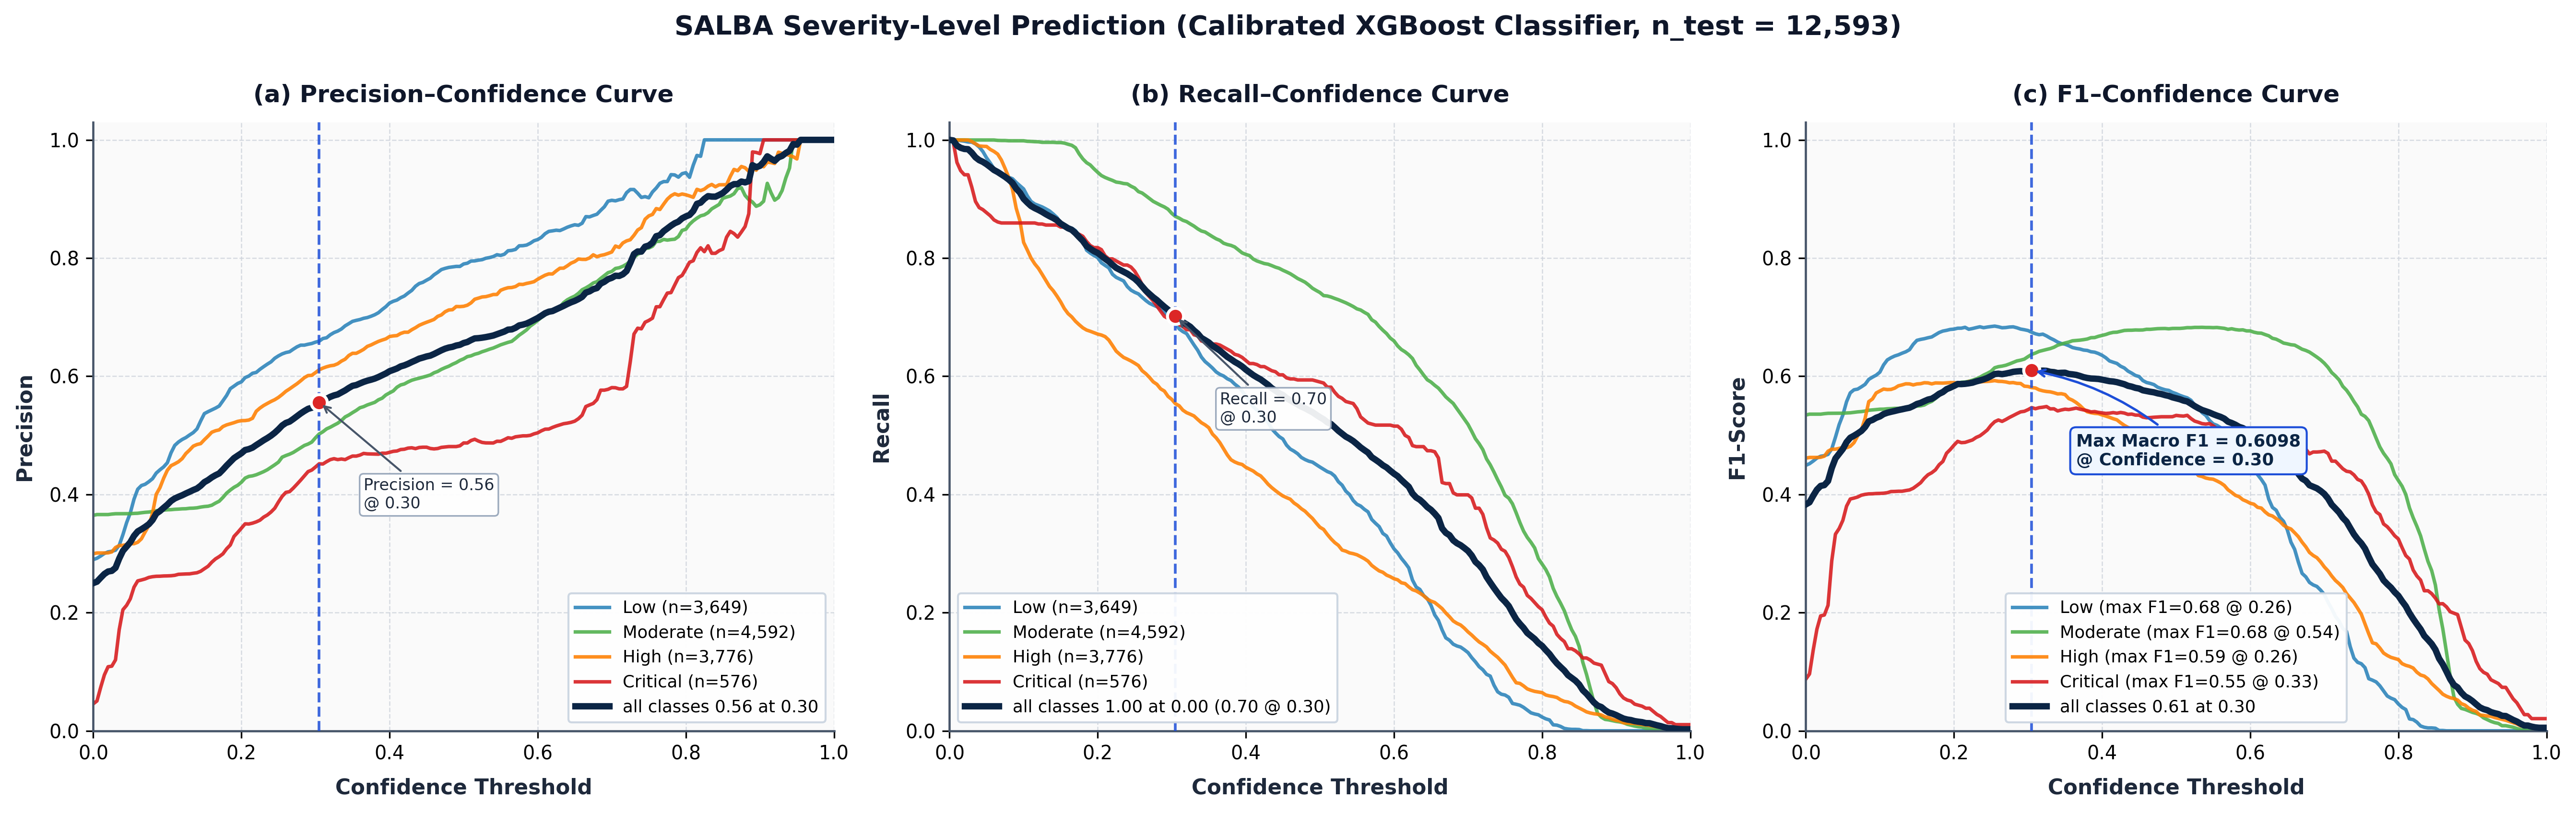 SALBA Severity-Level Prediction (Calibrated XGBoost Classifier, n_test = 12,593)
(a) Precision–Confidence Curve
Precision
1.0
0.8
0.6
0.4
0.2
0.0
Precision = 0.56
@ 0.30
Low (n=3,649)
Moderate (n=4,592)
High (n=3,776)
Critical (n=576)
all classes 0.56 at 0.30
0.0 0.2 0.4 0.6 0.8 1.0
Confidence Threshold
(b) Recall–Confidence Curve
Recall
1.0
0.8
0.6
0.4
0.2
0.0
Recall = 0.70
@ 0.30
Low (n=3,649)
Moderate (n=4,592)
High (n=3,776)
Critical (n=576)
all classes 1.00 at 0.00 (0.70 @ 0.30)
0.0 0.2 0.4 0.6 0.8 1.0
Confidence Threshold
(c) F1–Confidence Curve
F1-Score
1.0
0.8
0.6
0.4
0.2
0.0
Max Macro F1 = 0.6098
@ Confidence = 0.30
Low (max F1=0.68 @ 0.26)
Moderate (max F1=0.68 @ 0.54)
High (max F1=0.59 @ 0.26)
Critical (max F1=0.55 @ 0.33)
all classes 0.61 at 0.30
0.0 0.2 0.4 0.6 0.8 1.0
Confidence Threshold